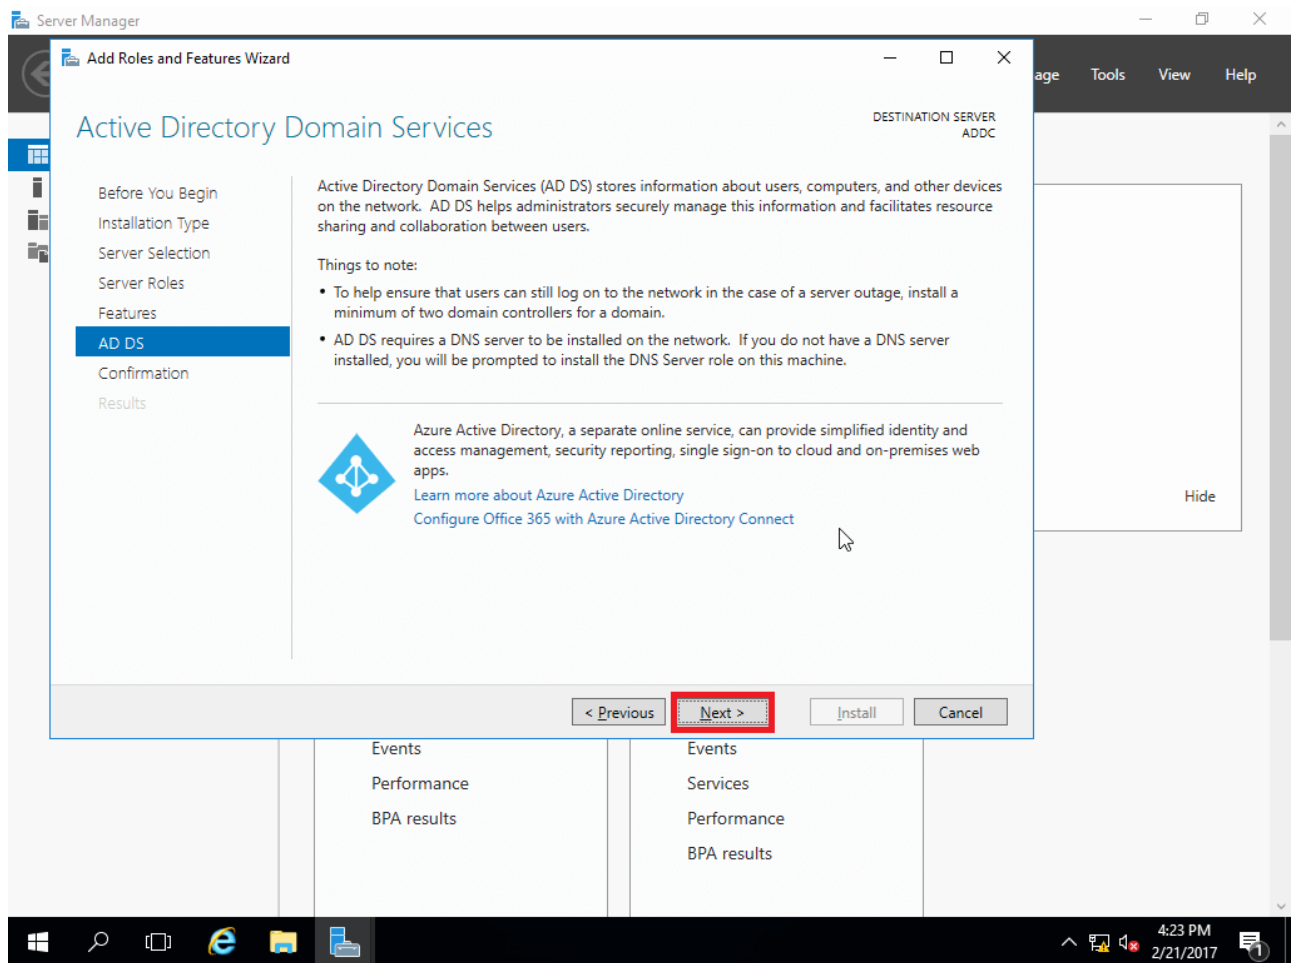 Server Manager
Add Roles and Features Wizard
age Tools View Help
Active Directory Domain Services
DESTINATION SERVER
ADDC
Before You Begin
Installation Type
Server Selection
Server Roles
Features
AD DS
Confirmation
Results
Active Directory Domain Services (AD DS) stores information about users, computers, and other devices
on the network. AD DS helps administrators securely manage this information and facilitates resource
sharing and collaboration between users.
Things to note:
• To help ensure that users can still log on to the network in the case of a server outage, install a
minimum of two domain controllers for a domain.
• AD DS requires a DNS server to be installed on the network. If you do not have a DNS server
installed, you will be prompted to install the DNS Server role on this machine.
Azure Active Directory, a separate online service, can provide simplified identity and
access management, security reporting, single sign-on to cloud and on-premises web
apps.
Learn more about Azure Active Directory
Configure Office 365 with Azure Active Directory Connect
Hide
< Previous Next > Install Cancel
Events
Performance
BPA results
Events
Services
Performance
BPA results
4:23 PM
2/21/2017
1